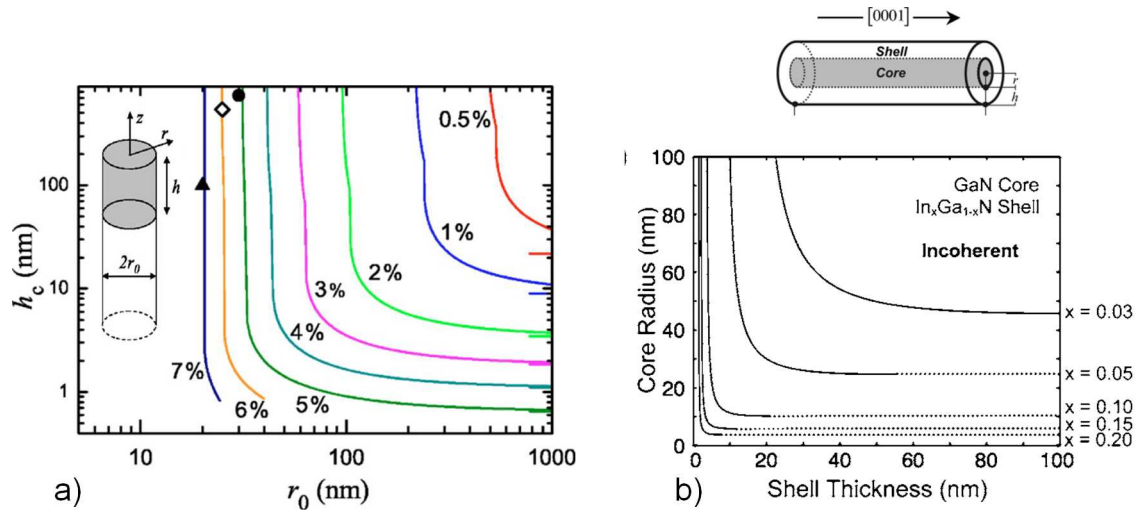 [0001]
Shell
Core
r
h
z
r
h
2r₀
0.5%
1%
2%
3%
4%
5%
6%
7%
100
10
1
h_c (nm)
10
100
1000
r₀ (nm)
a)
100
80
60
40
20
0
Core Radius (nm)
GaN Core
InₓGa₁₋ₓN Shell
Incoherent
x = 0.03
x = 0.05
x = 0.10
x = 0.15
x = 0.20
0
20
40
60
80
100
Shell Thickness (nm)
b)